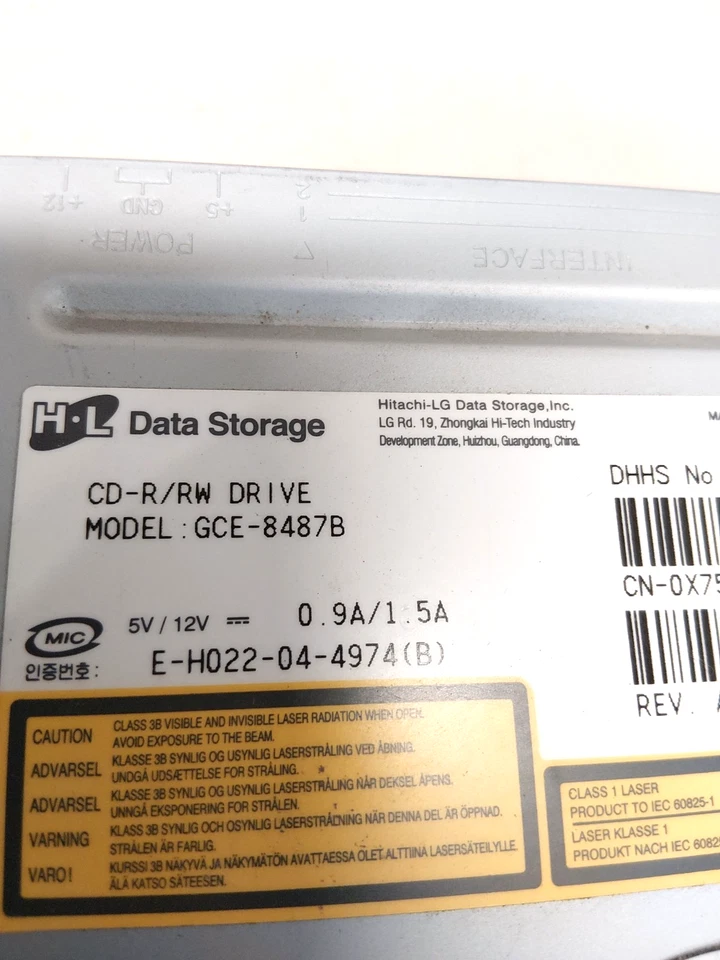 +12 GND +5 2
1
POWER
INTERFACE
H·L Data Storage
Hitachi-LG Data Storage,Inc.
LG Rd. 19, Zhongkai Hi-Tech Industry
Development Zone, Huizhou, Guangdong, China.
CD-R/RW DRIVE
MODEL:GCE-8487B
DHHS No
CN-0X75
REV.
MIC
5V / 12V 0.9A/1.5A
인증번호: E-H022-04-4974(B)
CAUTION
CLASS 3B VISIBLE AND INVISIBLE LASER RADIATION WHEN OPEN.
AVOID EXPOSURE TO THE BEAM.
ADVARSEL
KLASSE 3B SYNLIG OG USYNLIG LASERSTRÅLING VED ÅBNING.
UNDGÅ UDSÆTTELSE FOR STRÅLING.
ADVARSEL
KLASSE 3B SYNLIG OG USYNLIG LASERSTRÅLING NÅR DEKSEL ÅPENS.
UNNGÅ EKSPONERING FOR STRÅLEN.
VARNING
KLASS 3B SYNLIG OCH OSYNLIG LASERSTRÅLNING NÄR DENNA DEL ÄR ÖPPNAD.
STRÅLEN ÄR FARLIG.
VARO!
KURSSI 3B NÄKYVÄ JA NÄKYMÄTÖN AVATTAESSA OLET ALTTIINA LASERSÄTEILYLLE.
ÄLÄ KATSO SÄTEESEN.
CLASS 1 LASER
PRODUCT TO IEC 60825-1
LASER KLASSE 1
PRODUKT NACH IEC 60825